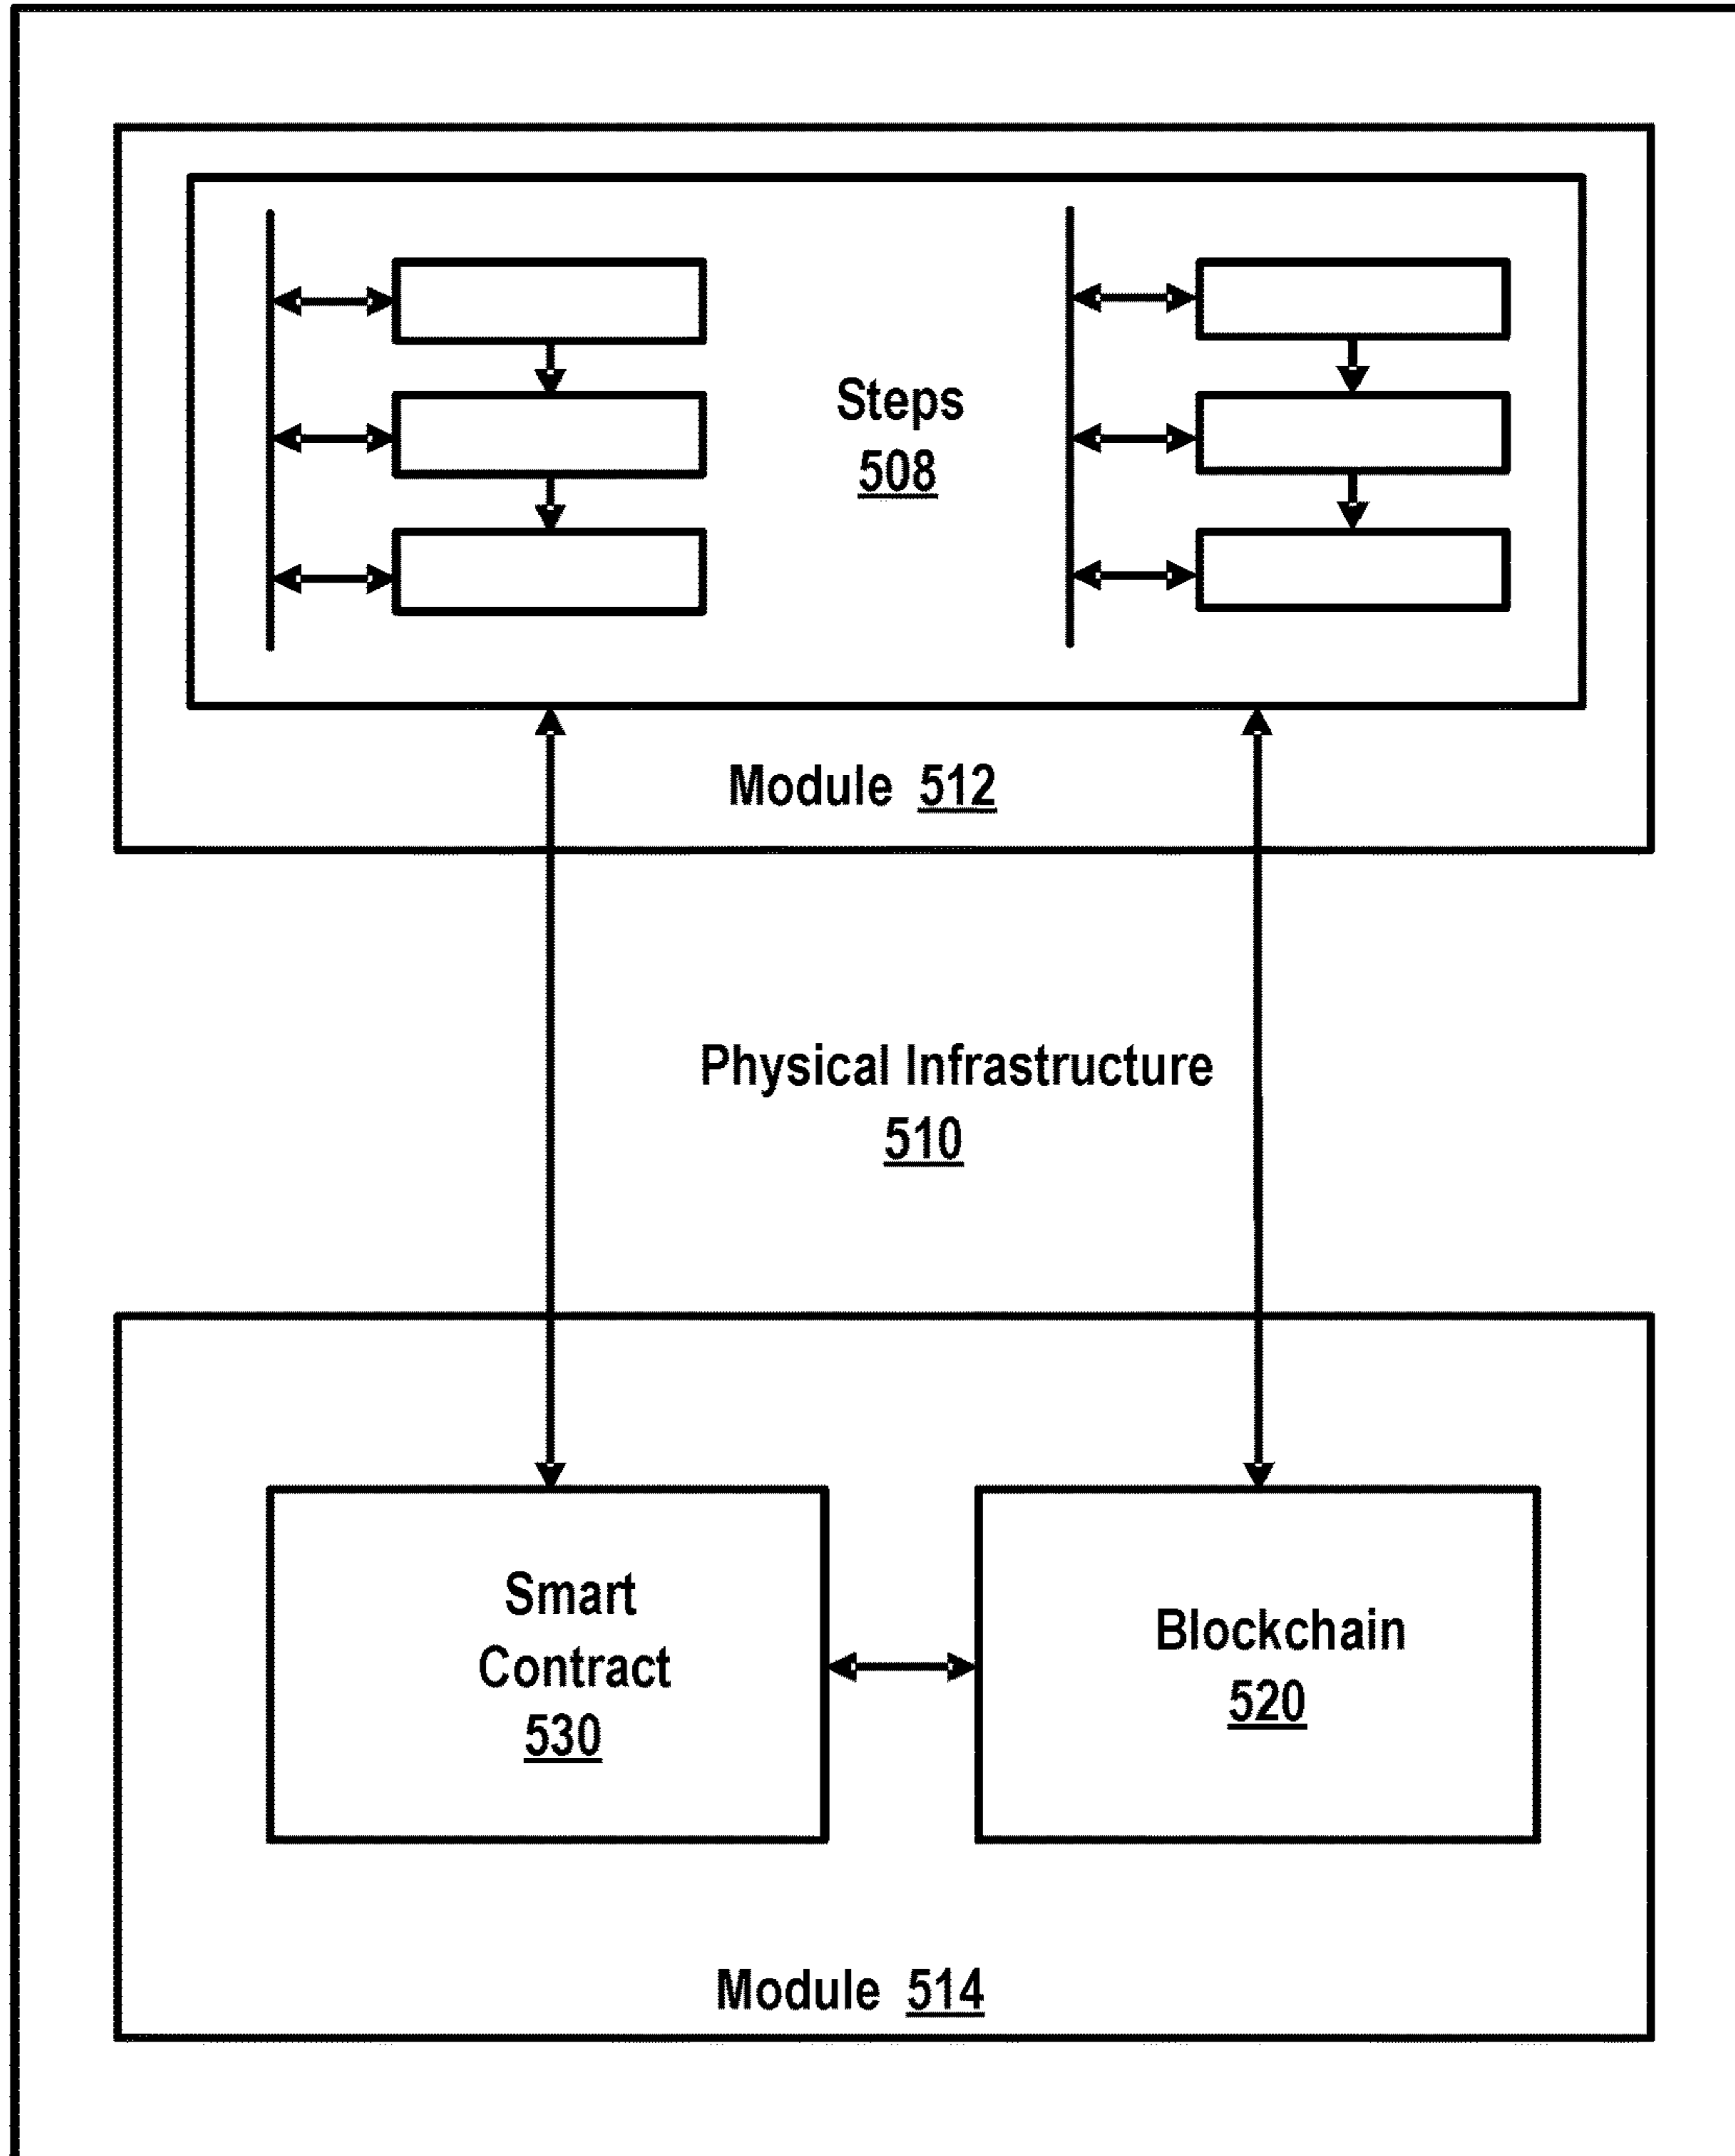 Steps
508
Module 512
Physical Infrastructure
510
Smart
Contract
530
Blockchain
520
Module 514